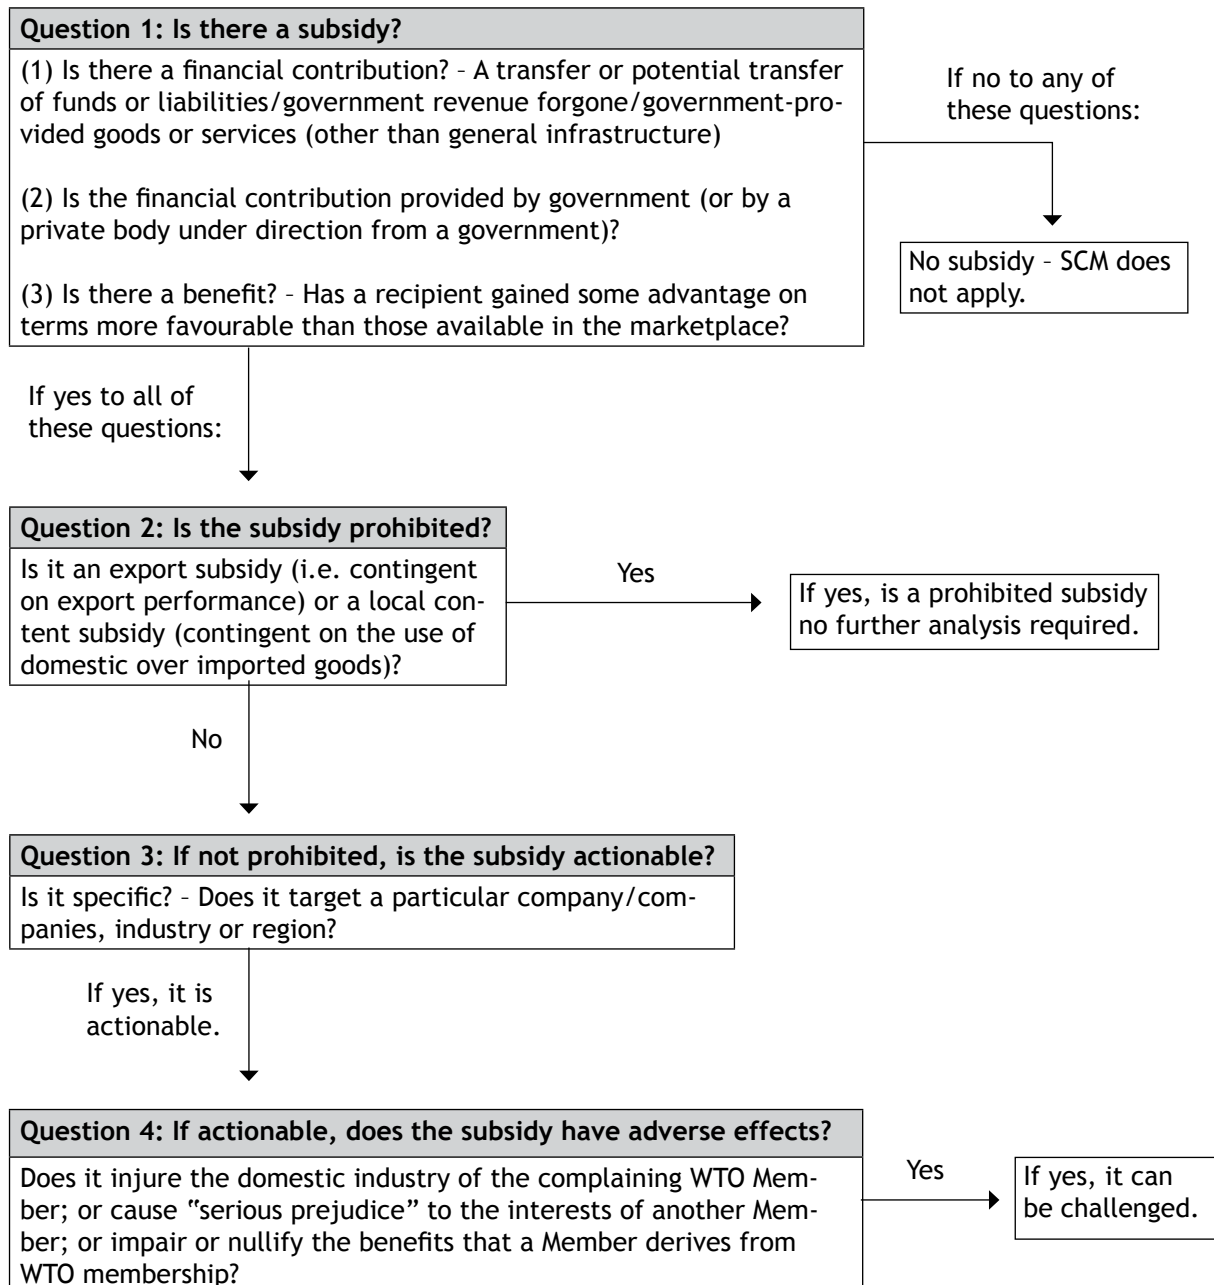 Question 1: Is there a subsidy?
(1) Is there a financial contribution? – A transfer or potential transfer
of funds or liabilities/government revenue forgone/government-pro-
vided goods or services (other than general infrastructure)
(2) Is the financial contribution provided by government (or by a
private body under direction from a government)?
(3) Is there a benefit? – Has a recipient gained some advantage on
terms more favourable than those available in the marketplace?
If no to any of
these questions:
No subsidy – SCM does
not apply.
If yes to all of
these questions:
Question 2: Is the subsidy prohibited?
Is it an export subsidy (i.e. contingent
on export performance) or a local con-
tent subsidy (contingent on the use of
domestic over imported goods)?
Yes
If yes, is a prohibited subsidy
no further analysis required.
No
Question 3: If not prohibited, is the subsidy actionable?
Is it specific? – Does it target a particular company/com-
panies, industry or region?
If yes, it is
actionable.
Question 4: If actionable, does the subsidy have adverse effects?
Does it injure the domestic industry of the complaining WTO Mem-
ber; or cause “serious prejudice” to the interests of another Mem-
ber; or impair or nullify the benefits that a Member derives from
WTO membership?
Yes
If yes, it can
be challenged.